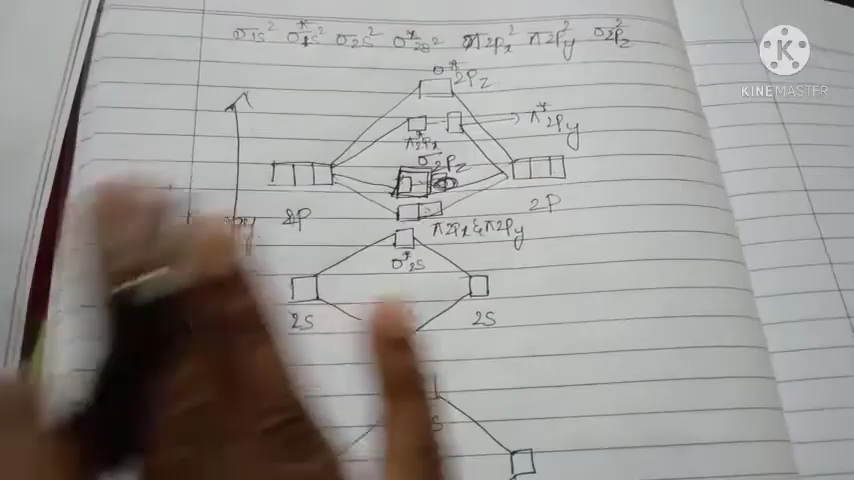 σ1s² σ*1s² σ2s² σ*2s² π2px² π2py² σ2pz²
KINEMASTER
σ*2pz
π*2py
π*2px
σ2pz
2P 2P
π2px & π2py
σ*2s
2S 2S
S